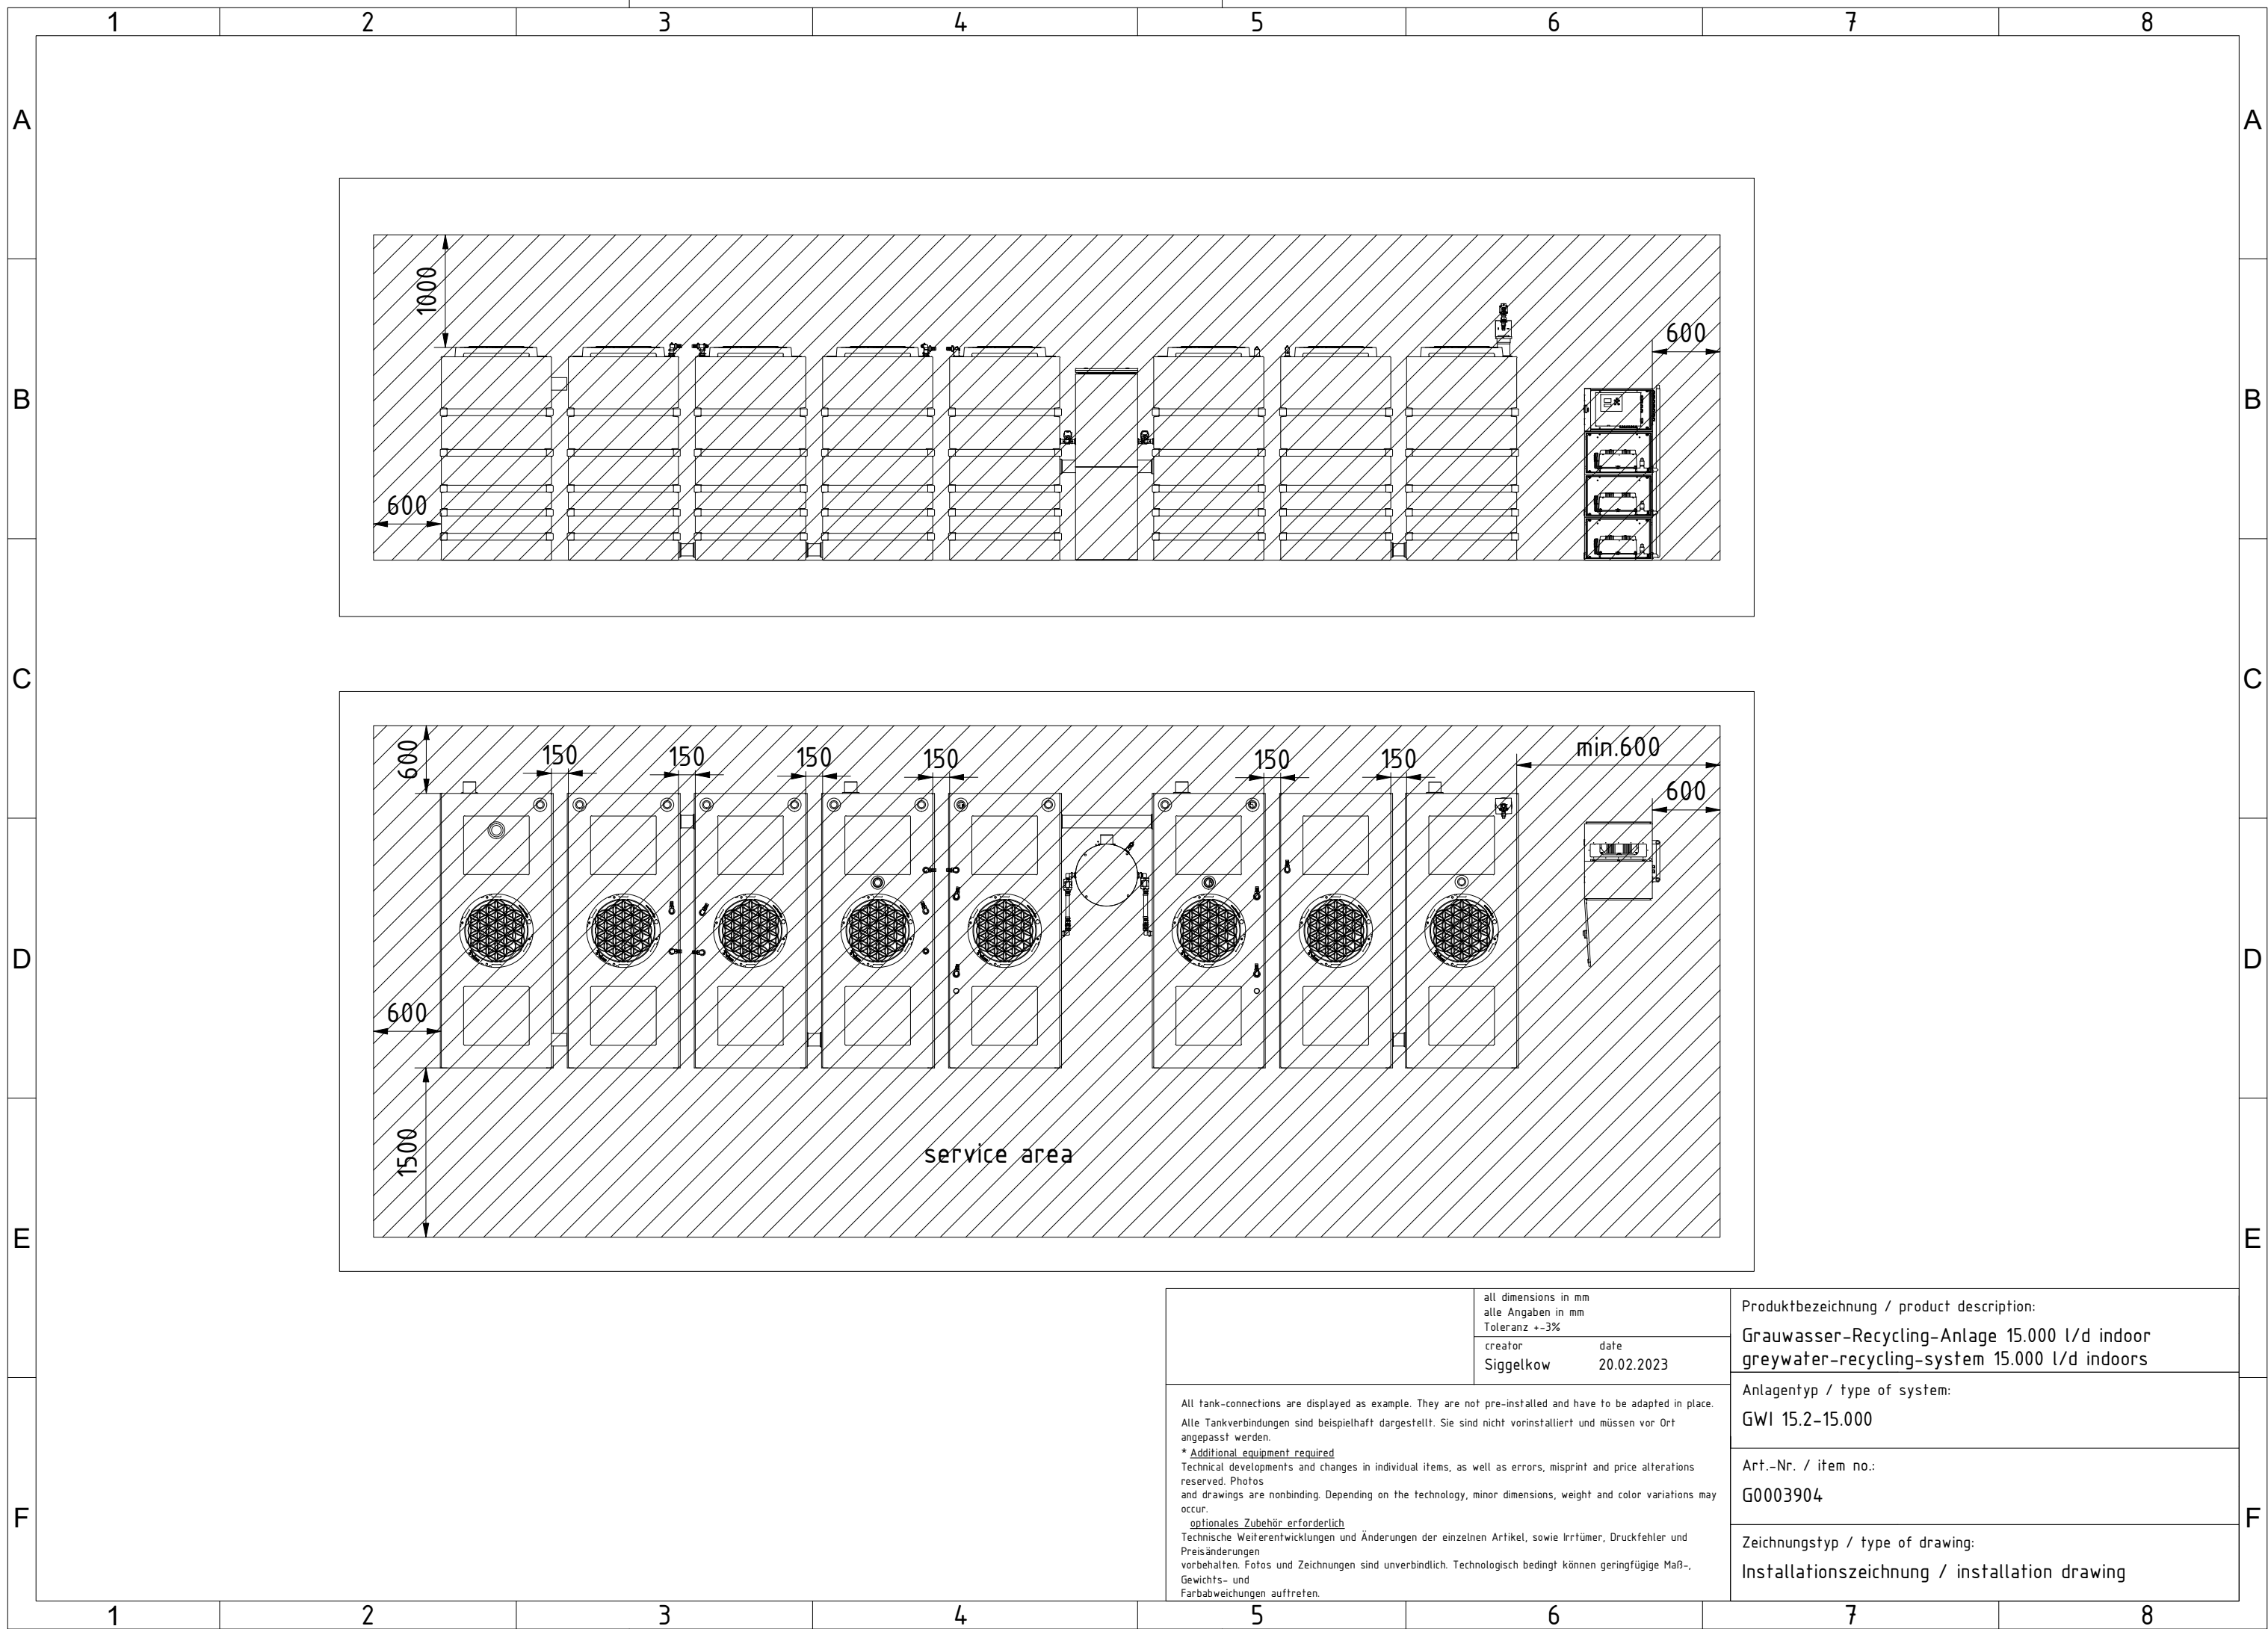 1 2 3 4 5 6 7 8
A A
1000
600
B B
600
C C
600
150 150 150 150 150 150
min.600
600
D D
600
1500
service area
E E
all dimensions in mm
alle Angaben in mm
Toleranz +-3%
creator date
Siggelkow 20.02.2023
Produktbezeichnung / product description:
Grauwasser-Recycling-Anlage 15.000 l/d indoor
greywater-recycling-system 15.000 l/d indoors
Anlagentyp / type of system:
GWI 15.2-15.000
Art.-Nr. / item no.:
G0003904
Zeichnungstyp / type of drawing:
Installationszeichnung / installation drawing
All tank-connections are displayed as example. They are not pre-installed and have to be adapted in place.
Alle Tankverbindungen sind beispielhaft dargestellt. Sie sind nicht vorinstalliert und müssen vor Ort
angepasst werden.
* Additional equipment required
Technical developments and changes in individual items, as well as errors, misprint and price alterations
reserved. Photos
and drawings are nonbinding. Depending on the technology, minor dimensions, weight and color variations may
occur.
optionales Zubehör erforderlich
Technische Weiterentwicklungen und Änderungen der einzelnen Artikel, sowie Irrtümer, Druckfehler und
Preisänderungen
vorbehalten. Fotos und Zeichnungen sind unverbindlich. Technologisch bedingt können geringfügige Maß-,
Gewichts- und
Farbabweichungen auftreten.
F F
1 2 3 4 5 6 7 8